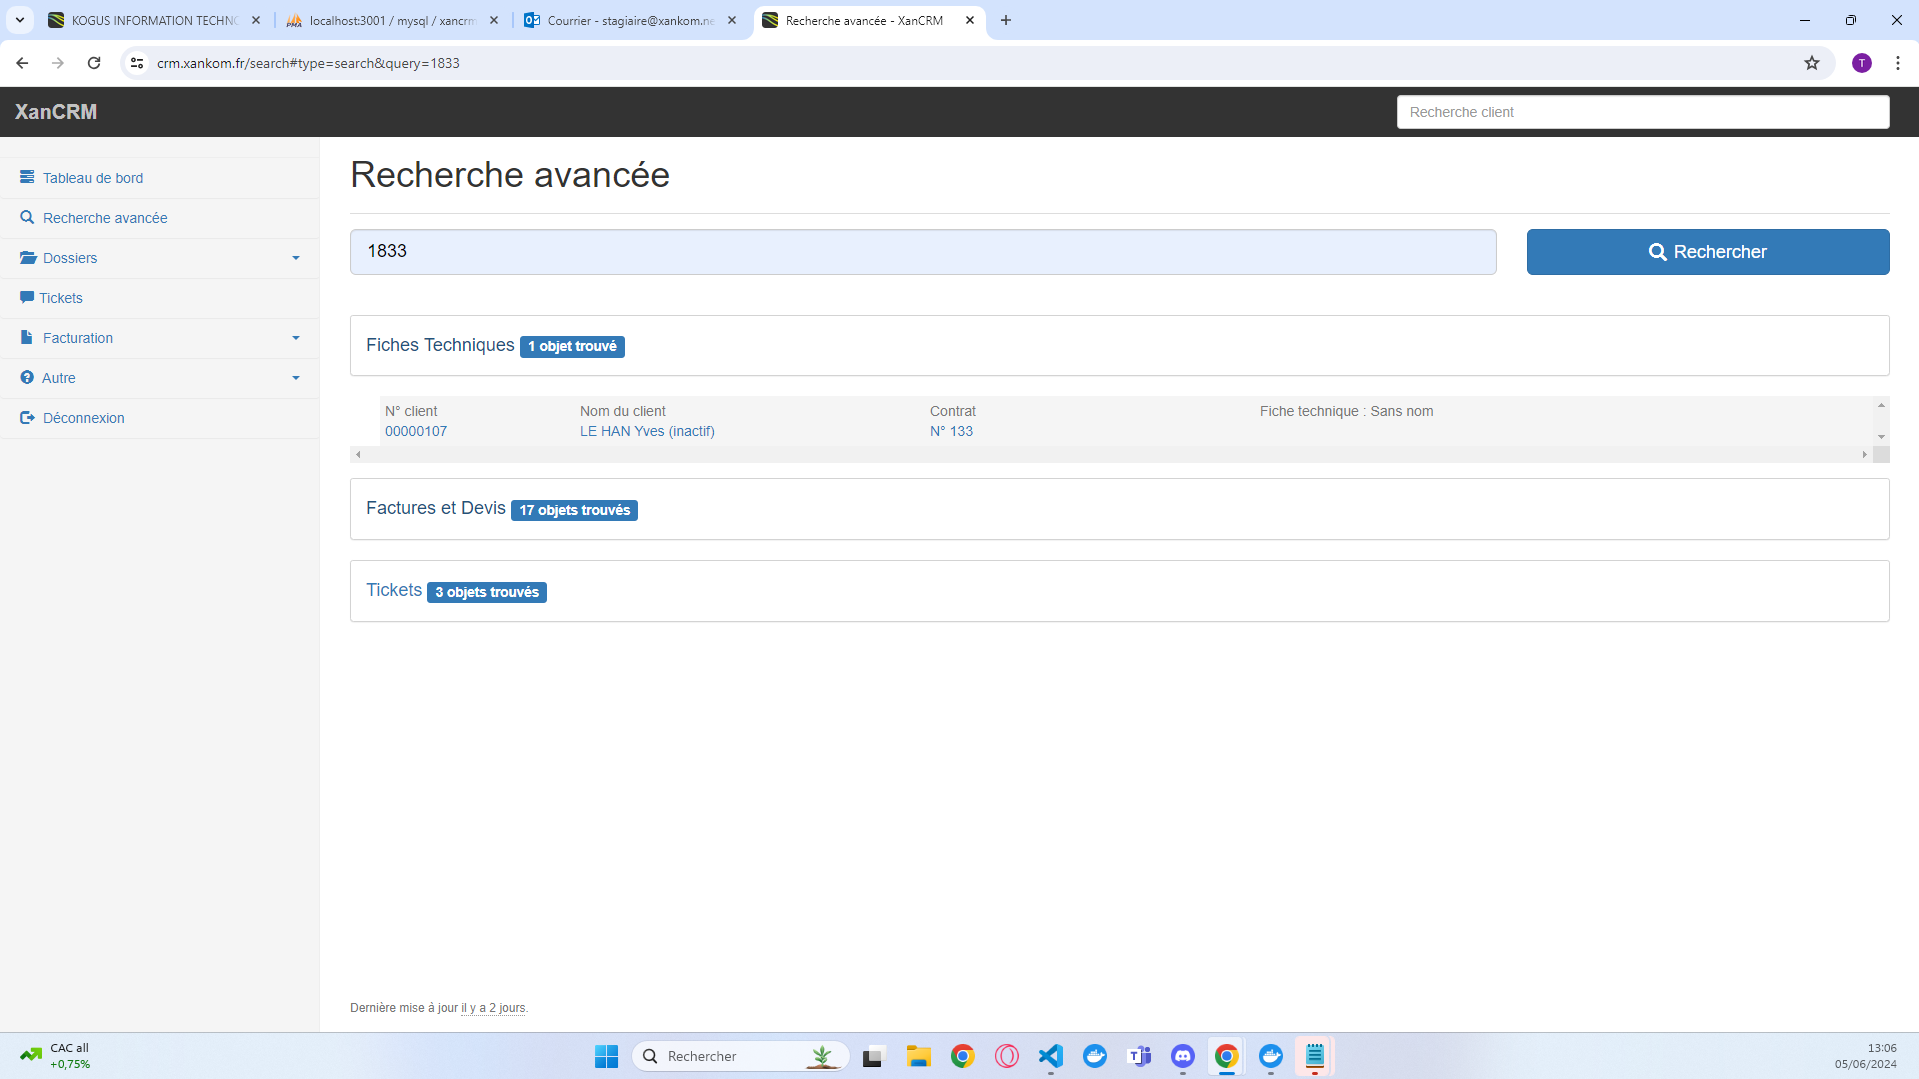 KOGUS INFORMATION TECHNO
localhost:3001 / mysql / xancrm
Courrier - stagiaire@xankom.ne
Recherche avancée - XanCRM
crm.xankom.fr/search#type=search&query=1833
T
XanCRM
Recherche client
Tableau de bord
Recherche avancée
Dossiers
Tickets
Facturation
Autre
Déconnexion
Recherche avancée
1833
Rechercher
Fiches Techniques 1 objet trouvé
N° client Nom du client Contrat Fiche technique : Sans nom
00000107 LE HAN Yves (inactif) N° 133
Factures et Devis 17 objets trouvés
Tickets 3 objets trouvés
Dernière mise à jour il y a 2 jours.
CAC all
+0,75%
Rechercher
13:06
05/06/2024